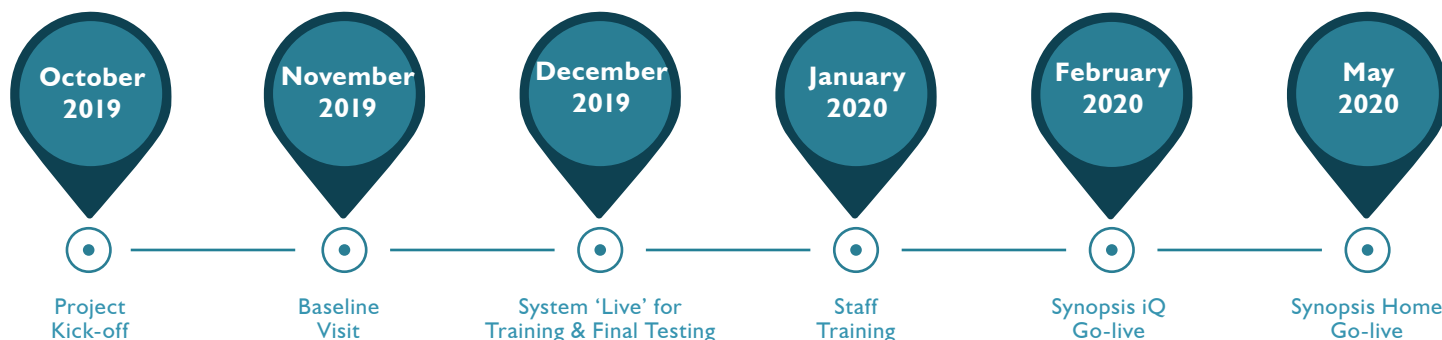 October
2019
November
2019
December
2019
January
2020
February
2020
May
2020
Project
Kick-off
Baseline
Visit
System ‘Live’ for
Training & Final Testing
Staff
Training
Synopsis iQ
Go-live
Synopsis Home
Go-live